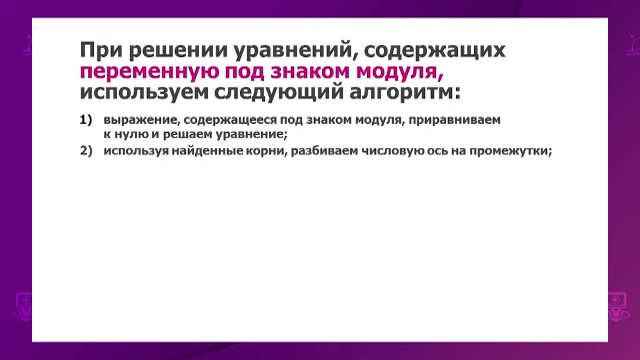 При решении уравнений, содержащих
переменную под знаком модуля,
используем следующий алгоритм:
1) выражение, содержащееся под знаком модуля, приравниваем
к нулю и решаем уравнение;
2) используя найденные корни, разбиваем числовую ось на промежутки;